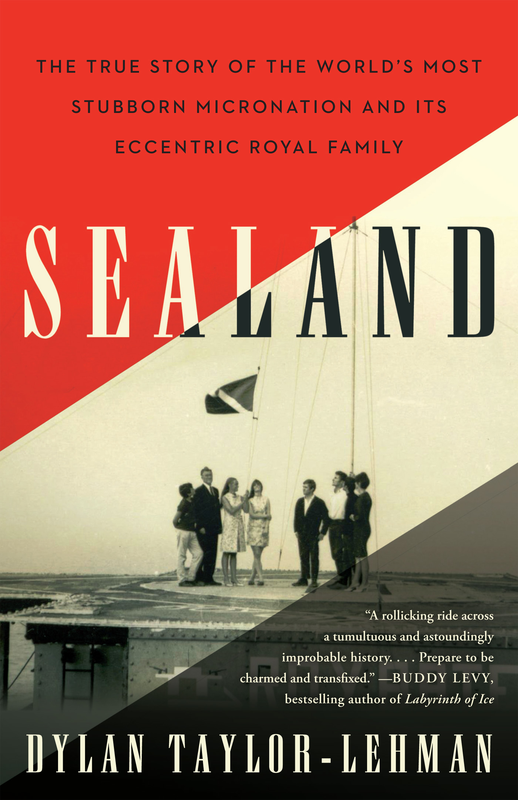 THE TRUE STORY OF THE WORLD'S MOST
STUBBORN MICRONATION AND ITS
ECCENTRIC ROYAL FAMILY
SEALAND
“A rollicking ride across
a tumultuous and astoundingly
improbable history. . . . Prepare to be
charmed and transfixed.” —BUDDY LEVY,
bestselling author of Labyrinth of Ice
DYLAN TAYLOR-LEHMAN